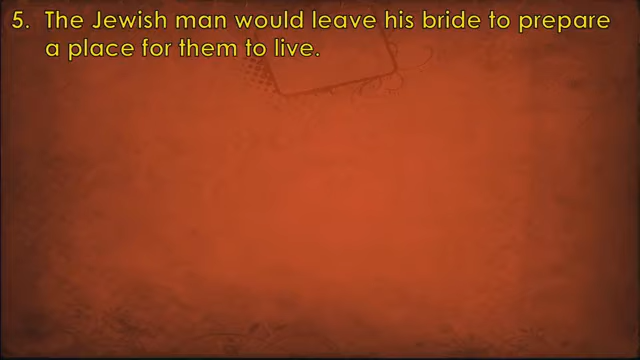 5. The Jewish man would leave his bride to prepare
a place for them to live.